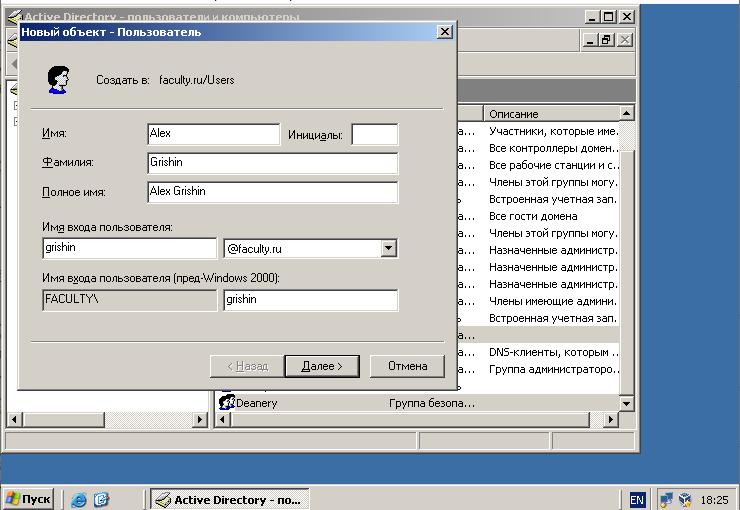 Active Directory - пользователи и компьютеры
Новый объект - Пользователь
Создать в: faculty.ru/Users
Имя: Alex Инициалы:
Фамилия: Grishin
Полное имя: Alex Grishin
Имя входа пользователя:
grishin @faculty.ru
Имя входа пользователя (пред-Windows 2000):
FACULTY\ grishin
< Назад Далее > Отмена
Описание
а... Участники, которые име...
а... Все контроллеры домен...
а... Все рабочие станции и с...
а... Члены этой группы могу...
Встроенная учетная зап...
а... Все гости домена
а... Члены этой группы могу...
а... Назначенные администр...
а... Назначенные администр...
а... Назначенные администр...
а... Члены имеющие админи...
Встроенная учетная зап...
а...
а... DNS-клиенты, которым ...
а... Группа администраторо...
Deanery Группа безопа...
Пуск Active Directory - по... EN 18:25